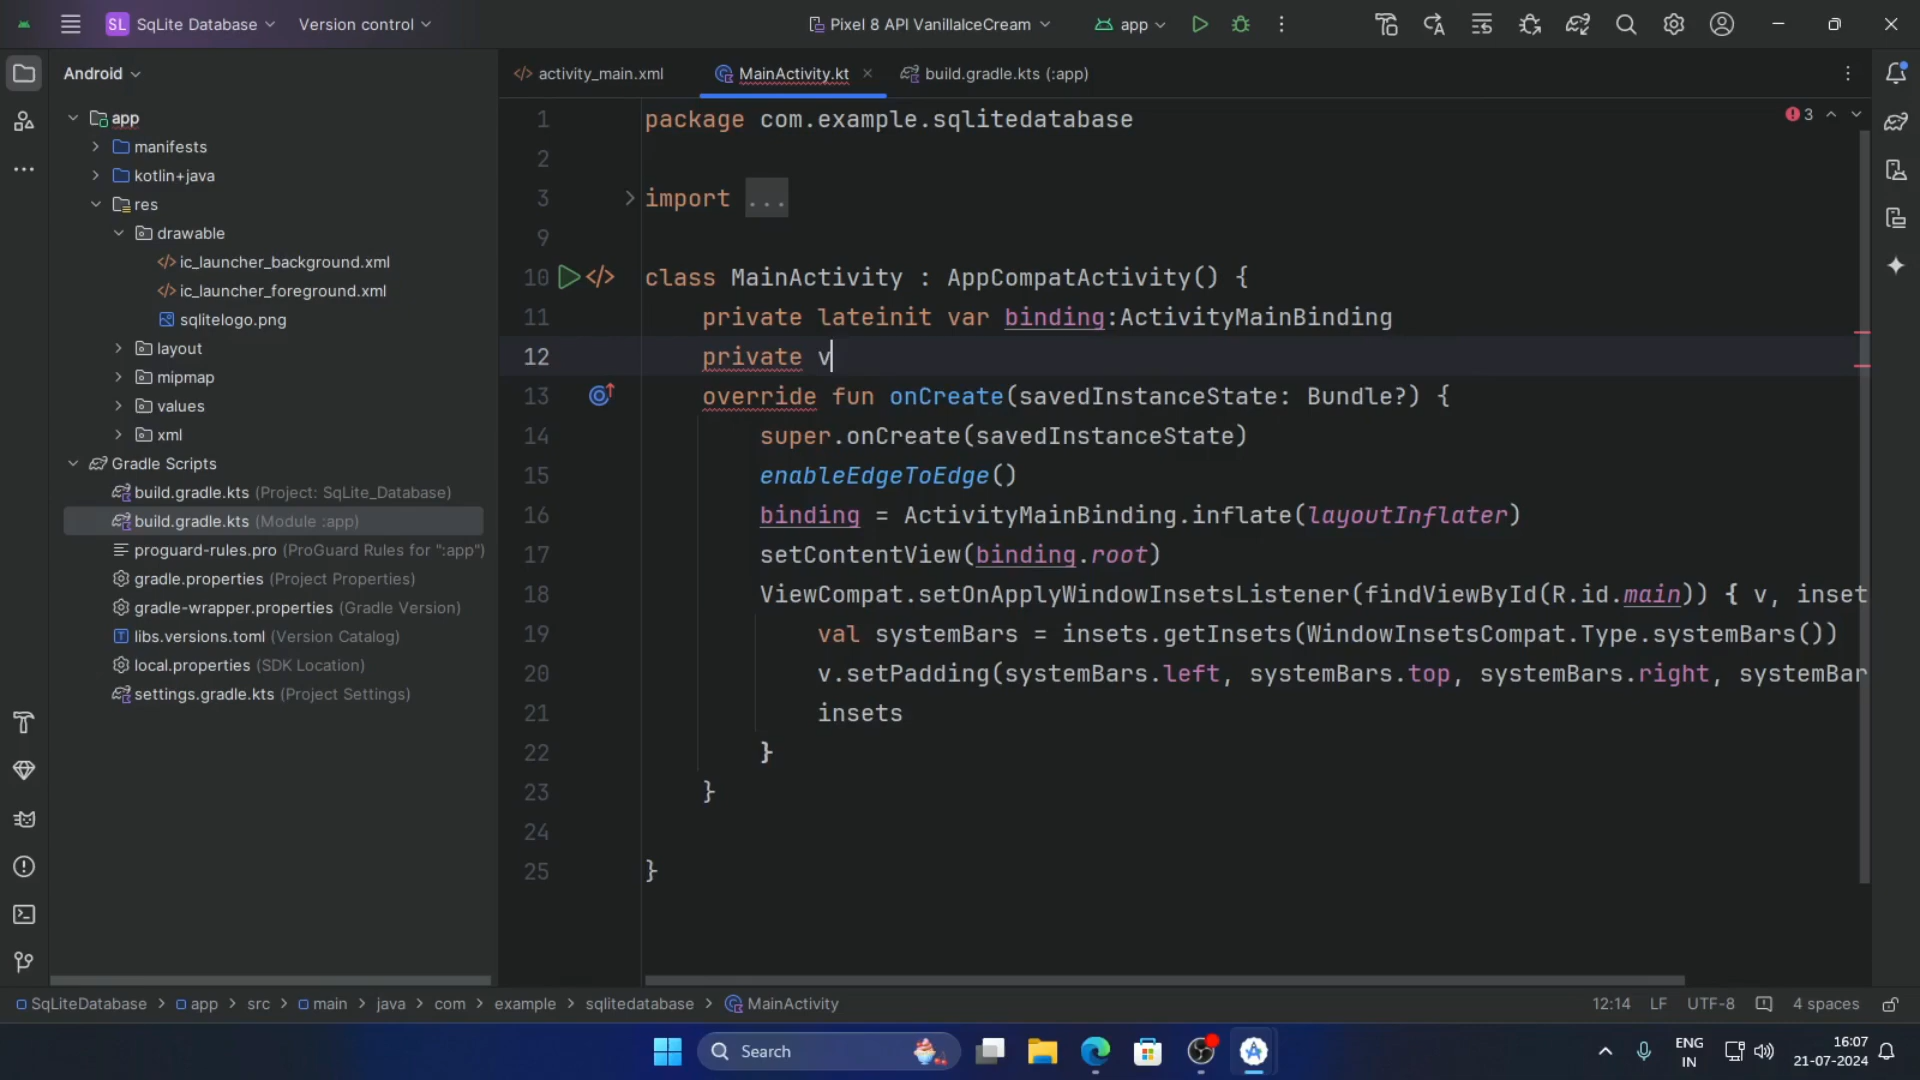 SL SqLite Database Version control Pixel 8 API VanillaIceCream app
Android
activity_main.xml MainActivity.kt build.gradle.kts (:app)
app
manifests
kotlin+java
res
drawable
ic_launcher_background.xml
ic_launcher_foreground.xml
sqlitelogo.png
layout
mipmap
values
xml
Gradle Scripts
build.gradle.kts (Project: SqLite_Database)
build.gradle.kts (Module :app)
proguard-rules.pro (ProGuard Rules for ":app")
gradle.properties (Project Properties)
gradle-wrapper.properties (Gradle Version)
libs.versions.toml (Version Catalog)
local.properties (SDK Location)
settings.gradle.kts (Project Settings)
3
1 package com.example.sqlitedatabase
2
3 import ...
9
10 class MainActivity : AppCompatActivity() {
11 private lateinit var binding:ActivityMainBinding
12 private v
13 override fun onCreate(savedInstanceState: Bundle?) {
14 super.onCreate(savedInstanceState)
15 enableEdgeToEdge()
16 binding = ActivityMainBinding.inflate(layoutInflater)
17 setContentView(binding.root)
18 ViewCompat.setOnApplyWindowInsetsListener(findViewById(R.id.main)) { v, inset
19 val systemBars = insets.getInsets(WindowInsetsCompat.Type.systemBars())
20 v.setPadding(systemBars.left, systemBars.top, systemBars.right, systemBar
21 insets
22 }
23 }
24
25 }
SqLiteDatabase > app > src > main > java > com > example > sqlitedatabase > MainActivity 12:14 LF UTF-8 4 spaces
Search
ENG
IN
16:07
21-07-2024